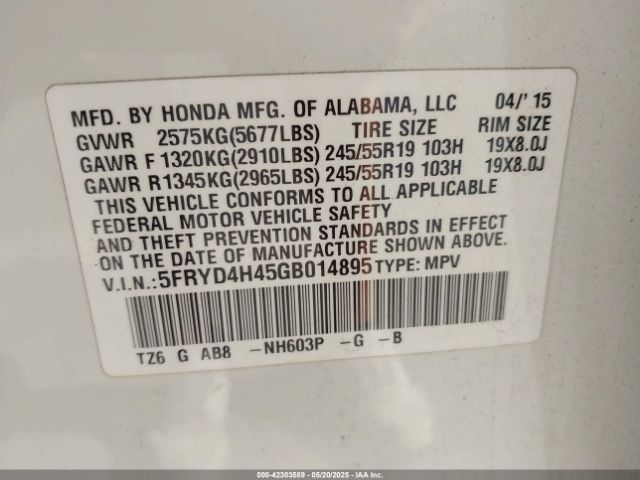 MFD. BY HONDA MFG. OF ALABAMA, LLC 04/'15
GVWR 2575KG(5677LBS) TIRE SIZE RIM SIZE
GAWR F 1320KG(2910LBS) 245/55R19 103H 19X8.0J
GAWR R1345KG(2965LBS) 245/55R19 103H 19X8.0J
THIS VEHICLE CONFORMS TO ALL APPLICABLE
FEDERAL MOTOR VEHICLE SAFETY
AND THEFT PREVENTION STANDARDS IN EFFECT
ON THE DATE OF MANUFACTURE SHOWN ABOVE.
V.I.N.:5FRYD4H45GB014895 TYPE: MPV
TZ6 G AB8 -NH603P -G -B
000-42303589 - 05/20/2025 - IAA Inc.